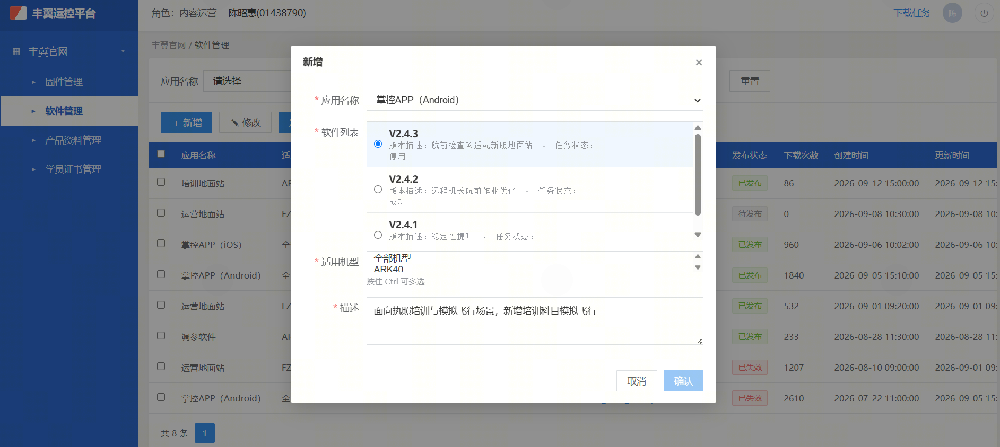 丰翼运控平台
角色：内容运营 陈昭惠(01438790)
下载任务
陈
丰翼官网
固件管理
软件管理
产品资料管理
学员证书管理
丰翼官网 / 软件管理
应用名称 请选择
重置
+ 新增
修改
应用名称
发布状态 下载次数 创建时间 更新时间
培训地面站 已发布 86 2026-09-12 15:00:00 2026-09-12 15:
运营地面站 FZ 待发布 0 2026-09-08 10:30:00 2026-09-08 10:
掌控APP（iOS） 已发布 960 2026-09-06 10:02:00 2026-09-06 10:
掌控APP（Android） 已发布 1840 2026-09-05 15:10:00 2026-09-05 15:
运营地面站 FZ 已发布 532 2026-09-01 09:20:00 2026-09-01 09:
调参软件 已发布 233 2026-08-28 11:30:00 2026-08-28 11:
运营地面站 FZ 已失效 1207 2026-08-10 09:00:00 2026-09-01 09:
掌控APP（Android） 已失效 2610 2026-07-22 11:00:00 2026-09-05 15:
共 8 条 1
新增
×
* 应用名称 掌控APP（Android）
* 软件列表
V2.4.3
版本描述：航前检查项适配新版地面站 · 任务状态：
停用
V2.4.2
版本描述：远程机长航前作业优化 · 任务状态：
成功
V2.4.1
版本描述：稳定性提升 · 任务状态：
* 适用机型
全部机型
ARK40
按住 Ctrl 可多选
* 描述
面向执照培训与模拟飞行场景，新增培训科目模拟飞行
取消
确认